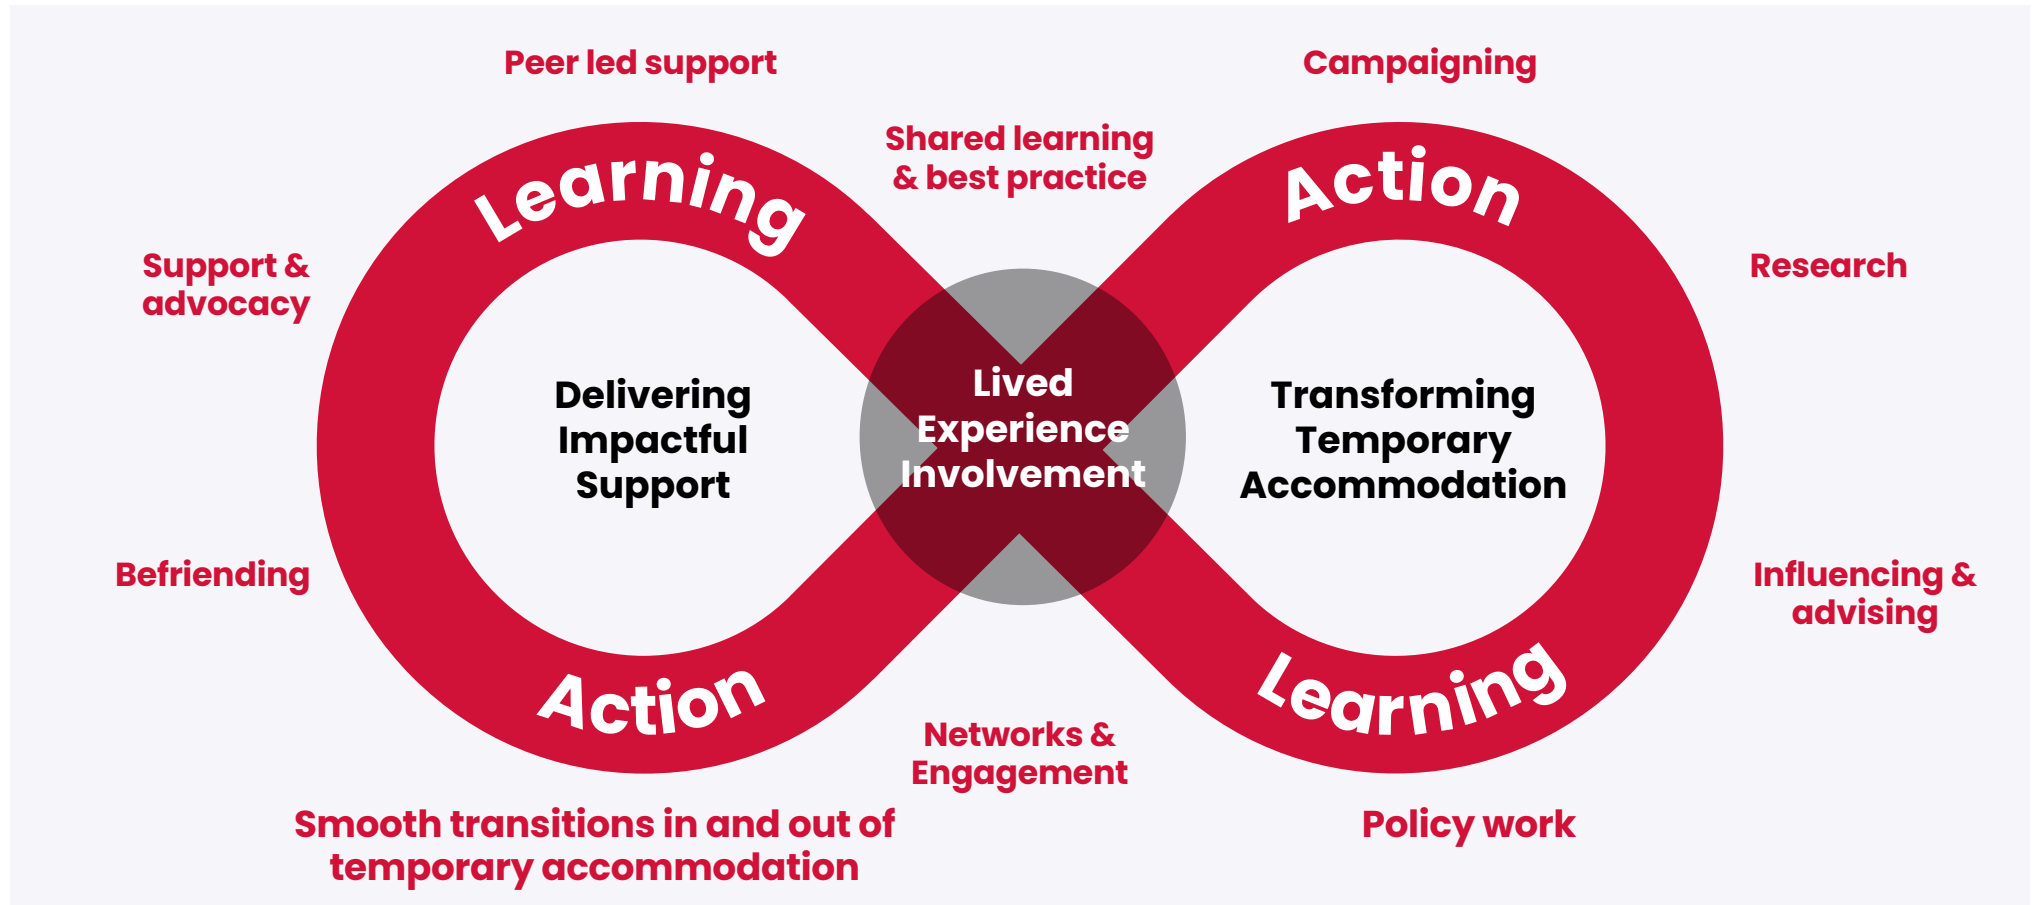 Peer led support
Campaigning
Shared learning
& best practice
Learning
Action
Support &
advocacy
Research
Delivering
Impactful
Support
Lived
Experience
Involvement
Transforming
Temporary
Accommodation
Befriending
Influencing &
advising
Action
Learning
Networks &
Engagement
Smooth transitions in and out of
temporary accommodation
Policy work